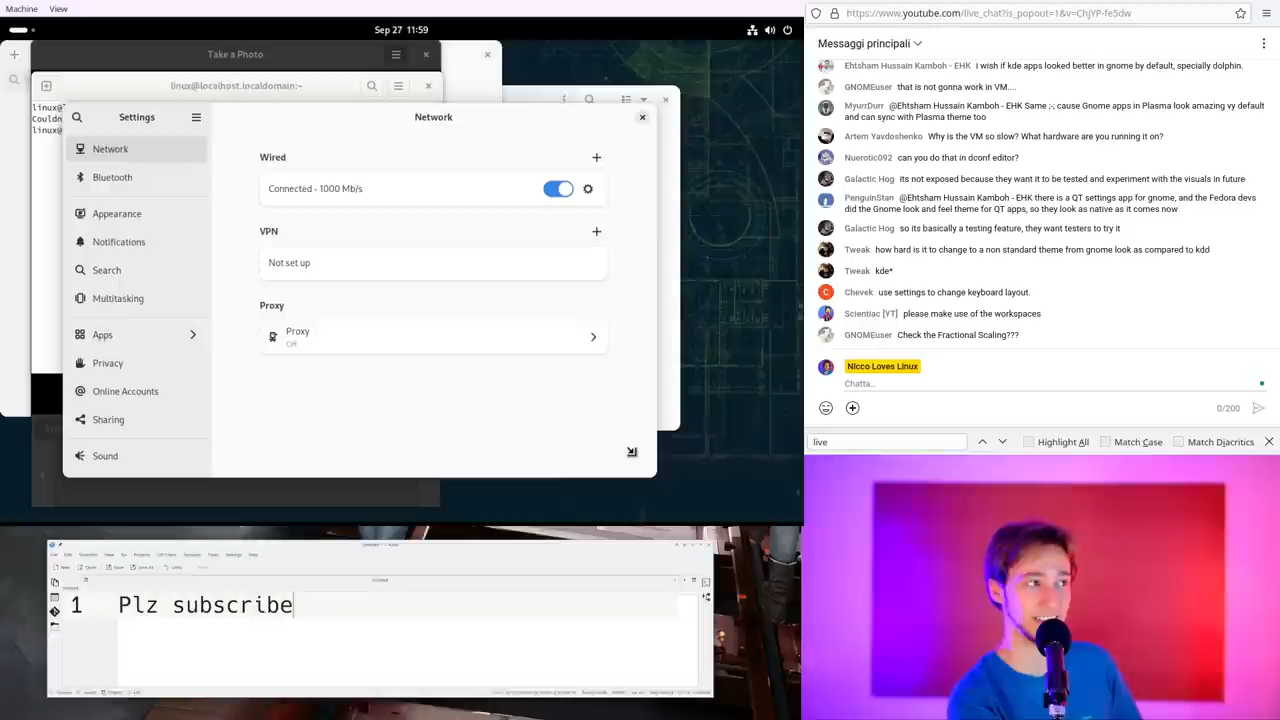 Machine View
Sep 27 11:59
Take a Photo
linux@localhost.localdomain:~
linux@
Couldn
linux@
Settings
Network
Bluetooth
Appearance
Notifications
Search
Multitasking
Apps
Privacy
Online Accounts
Sharing
Sound
Network
Wired
Connected - 1000 Mb/s
VPN
Not set up
Proxy
Proxy
Off
1 Plz subscribe
https://www.youtube.com/live_chat?is_popout=1&v=ChjYP-fe5dw
Messaggi principali
Ehtsham Hussain Kamboh - EHK i wish if kde apps looked better in gnome by default, specially dolphin.
GNOMEuser that is not gonna work in VM....
MyurrDurr @Ehtsham Hussain Kamboh - EHK Same ;-; cause Gnome apps in Plasma look amazing vy default
and can sync with Plasma theme too
Artem Yavdoshenko Why is the VM so slow? What hardware are you running it on?
Nuerotic092 can you do that in dconf editor?
Galactic Hog its not exposed because they want it to be tested and experiment with the visuals in future
PenguinStan @Ehtsham Hussain Kamboh - EHK there is a QT settings app for gnome, and the Fedora devs
did the Gnome look and feel theme for QT apps, so they look as native as it comes now
Galactic Hog so its basically a testing feature, they want testers to try it
Tweak how hard is it to change to a non standard theme from gnome look as compared to kdd
Tweak kde*
C Chevek use settings to change keyboard layout.
Scientiac [YT] please make use of the workspaces
GNOMEuser Check the Fractional Scaling???
Nicco Loves Linux
Chatta...
0/200
live
Highlight All Match Case Match Diacritics